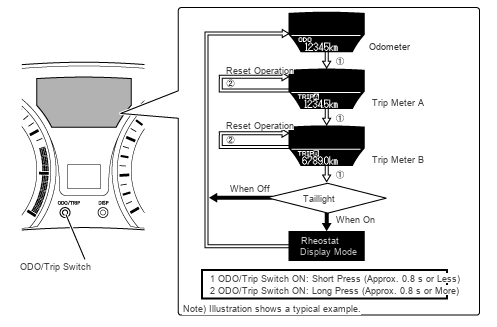 ODO
12345km
Odometer
①
Reset Operation
②
TRIP A
12345km
Trip Meter A
①
Reset Operation
②
TRIP B
67890km
Trip Meter B
①
When Off
Taillight
When On
Rheostat
Display Mode
ODO/TRIP
DISP
ODO/Trip Switch
1 ODO/Trip Switch ON: Short Press (Approx. 0.8 s or Less)
2 ODO/Trip Switch ON: Long Press (Approx. 0.8 s or More)
Note) Illustration shows a typical example.